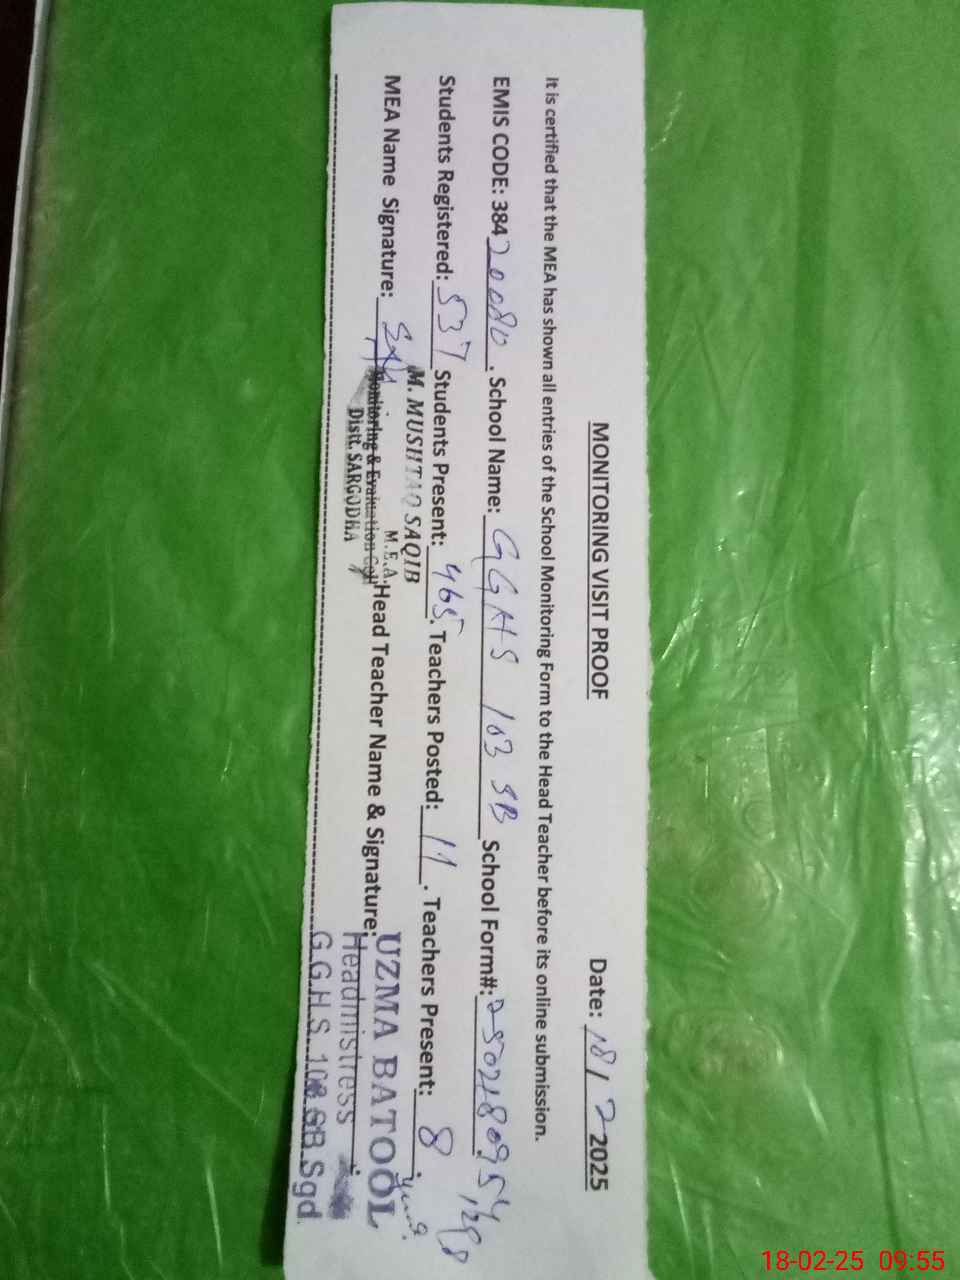 MONITORING VISIT PROOF
Date: 18/2 2025
It is certified that the MEA has shown all entries of the School Monitoring Form to the Head Teacher before its online submission.
EMIS CODE: 38420080. School Name: GGHS 103 SB School Form#:
Students Registered: 537 Students Present: 465. Teachers Posted: 11. Teachers Present: 8.
M. MUSHTAQ SAQIB
M.E.A.
MEA Name Signature: Head Teacher Name & Signature: UZMA BATOOL
Monitoring & Evaluation Cell
Headmistress
Distt. SARGODHA
G.G.H.S. 103.SB.Sgd.
18-02-25 09:55